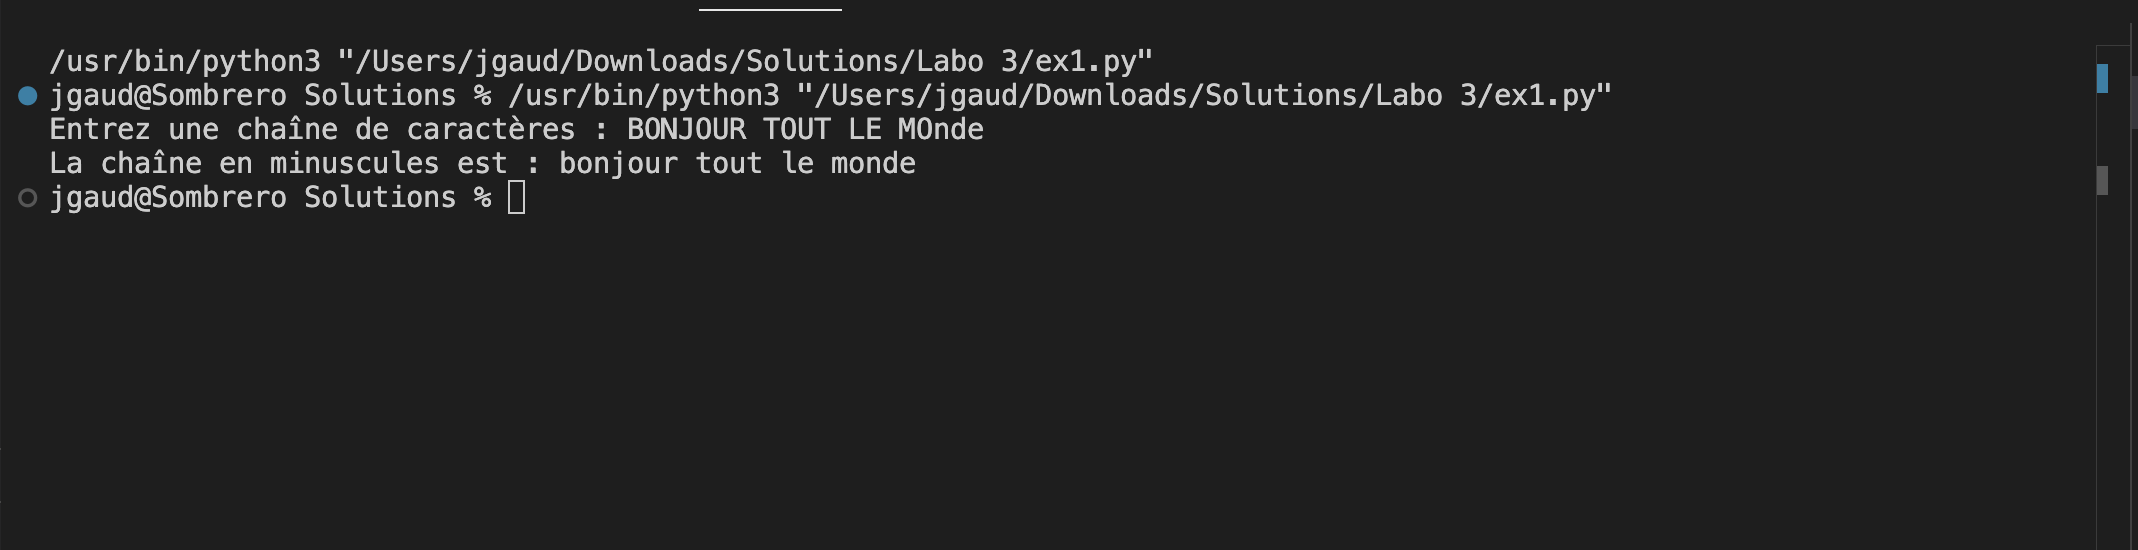 /usr/bin/python3 "/Users/jgaud/Downloads/Solutions/Labo 3/ex1.py"
jgaud@Sombrero Solutions % /usr/bin/python3 "/Users/jgaud/Downloads/Solutions/Labo 3/ex1.py"
Entrez une chaîne de caractères : BONJOUR TOUT LE MOnde
La chaîne en minuscules est : bonjour tout le monde
jgaud@Sombrero Solutions %